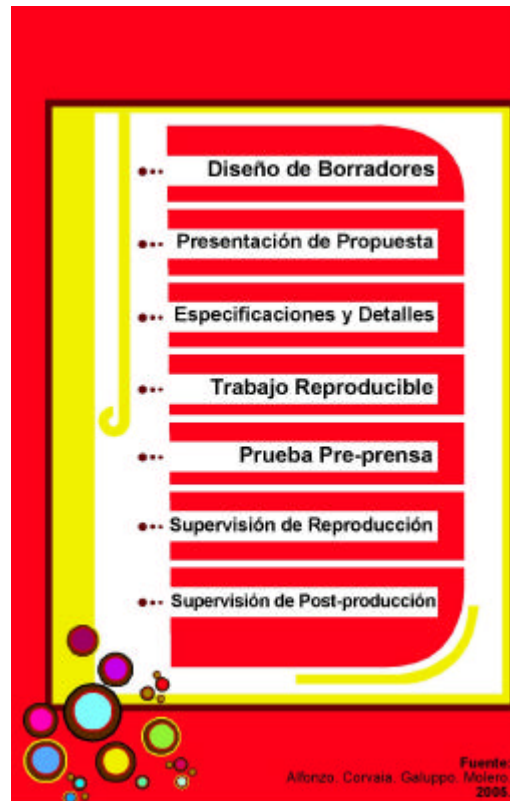 Diseño de Borradores
Presentación de Propuesta
Especificaciones y Detalles
Trabajo Reproducible
Prueba Pre-prensa
Supervisión de Reproducción
Supervisión de Post-producción
Fuente:
Alfonzo. Corvaia. Galuppo. Molero
2006